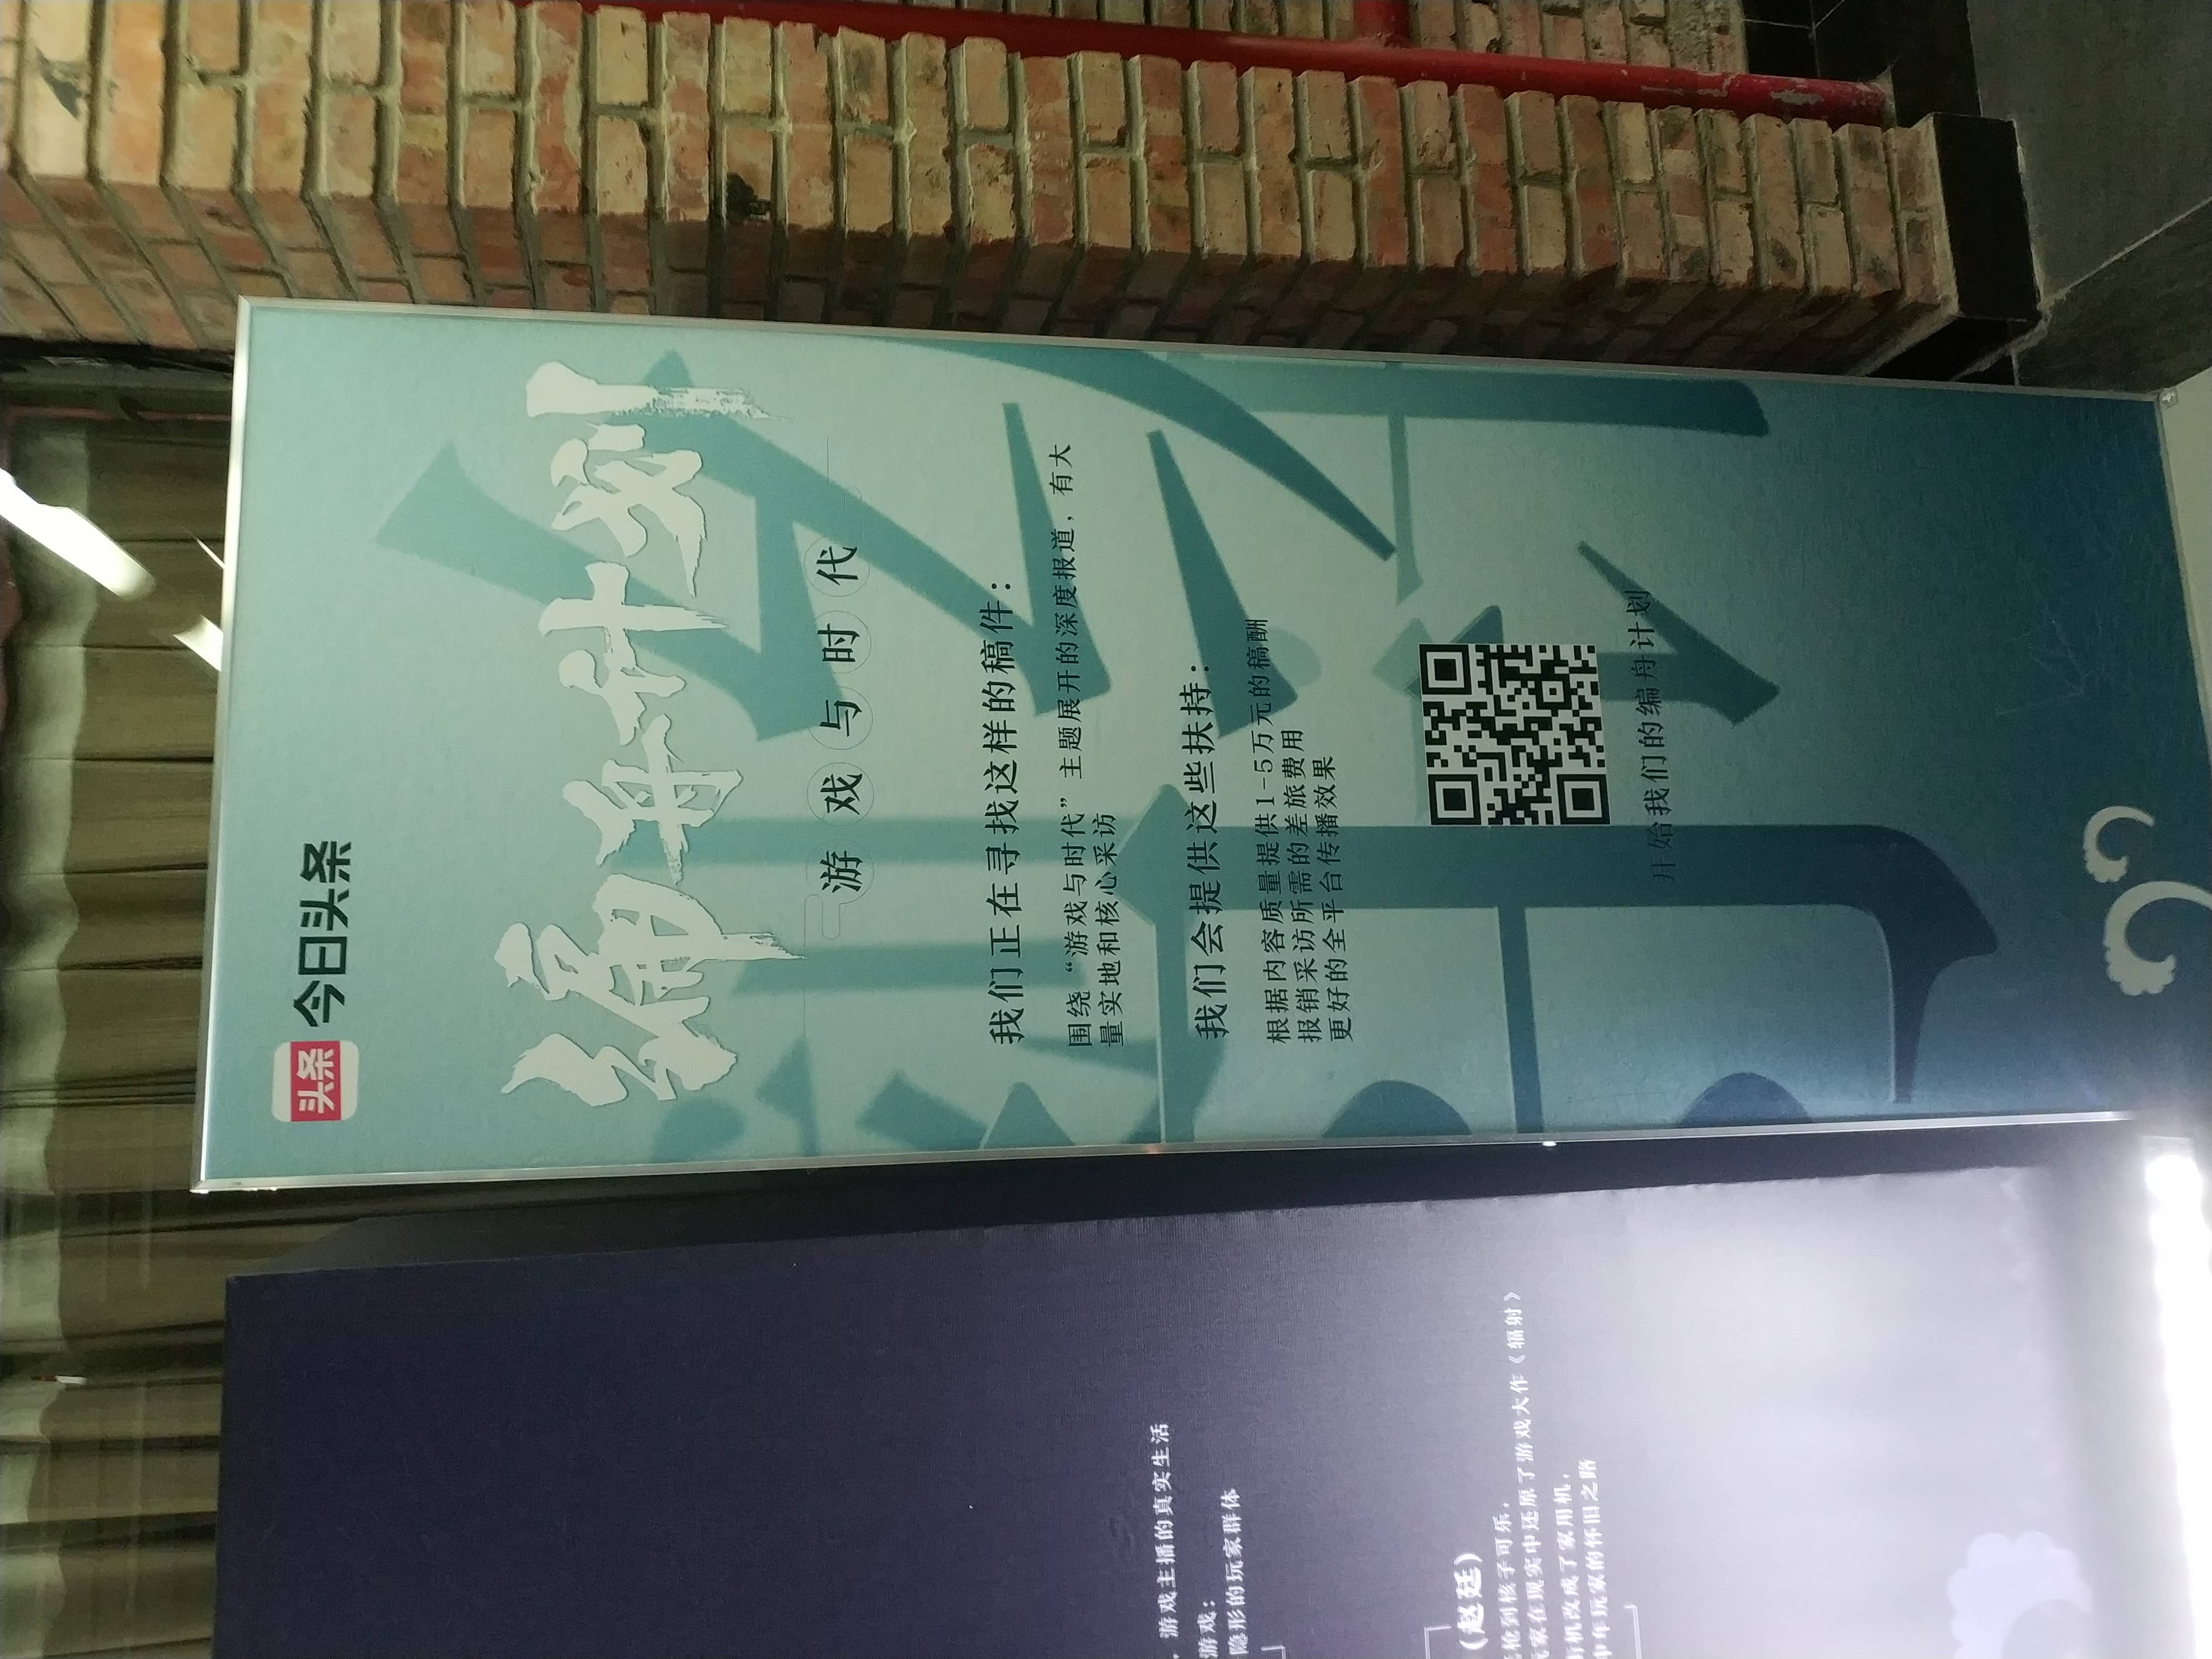 头条 今日头条
编舟计划
游戏与时代
我们正在寻找这样的稿件：
围绕“游戏与时代”主题展开的深度报道，有大
量实地和核心采访
我们会提供这些扶持：
根据内容质量提供1-5万元的稿酬
报销采访所需的差旅费用
更好的全平台传播效果
开始我们的编舟计划
，游戏主播的真实生活
游戏：
隐形的玩家群体
（赵廷）
枪到核子可乐，
玩家在现实中还原了游戏大作《辐射》
街机改成了家用机，
中年玩家的怀旧之路